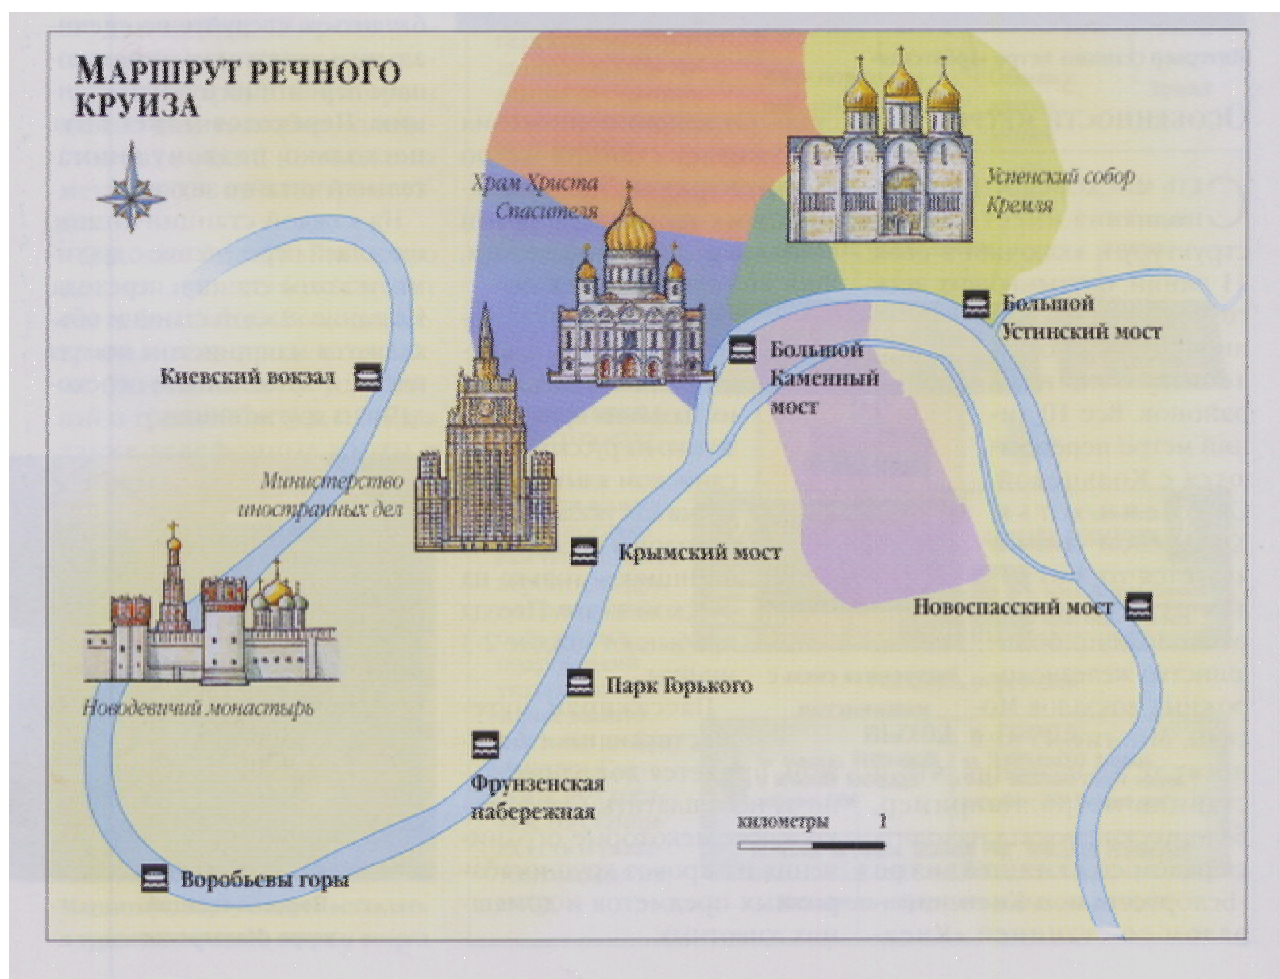 МАРШРУТ РЕЧНОГО
КРУИЗА
Храм Христа
Спасителя
Успенский собор
Кремля
Большой
Устинский мост
Киевский вокзал
Большой
Каменный
мост
Министерство
иностранных дел
Крымский мост
Новоспасский мост
Парк Горького
Новодевичий монастырь
Фрунзенская
набережная
километры 1
Воробьевы горы